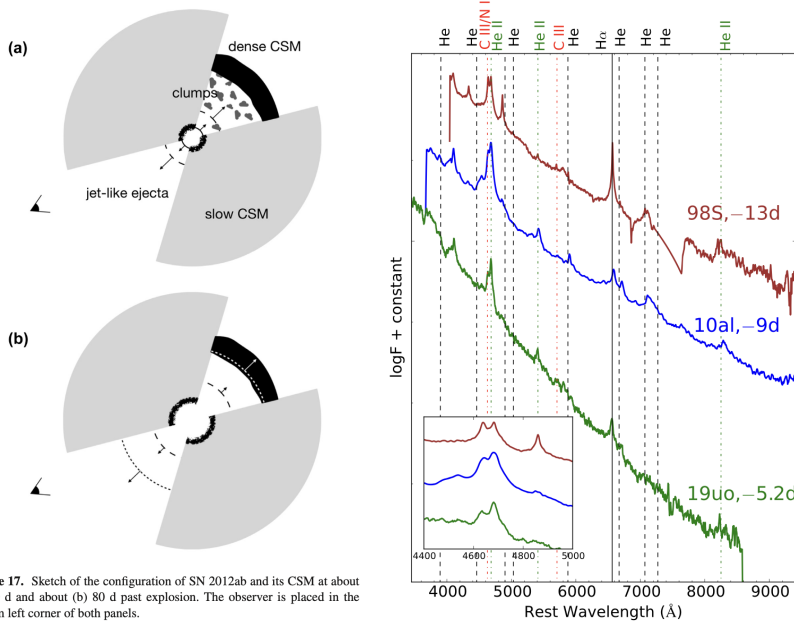 (a)
dense CSM
clumps
jet-like ejecta
slow CSM
(b)
17. Sketch of the configuration of SN 2012ab and its CSM at about
d and about (b) 80 d past explosion. The observer is placed in the
left corner of both panels.
He
He
C III/N I
He II
He
He II
C III
He
Hα
He
He
He
He II
98S,−13d
10al,−9d
19uo,−5.2d
logF + constant
4400 4600 4800 5000
4000 5000 6000 7000 8000 9000
Rest Wavelength (Å)